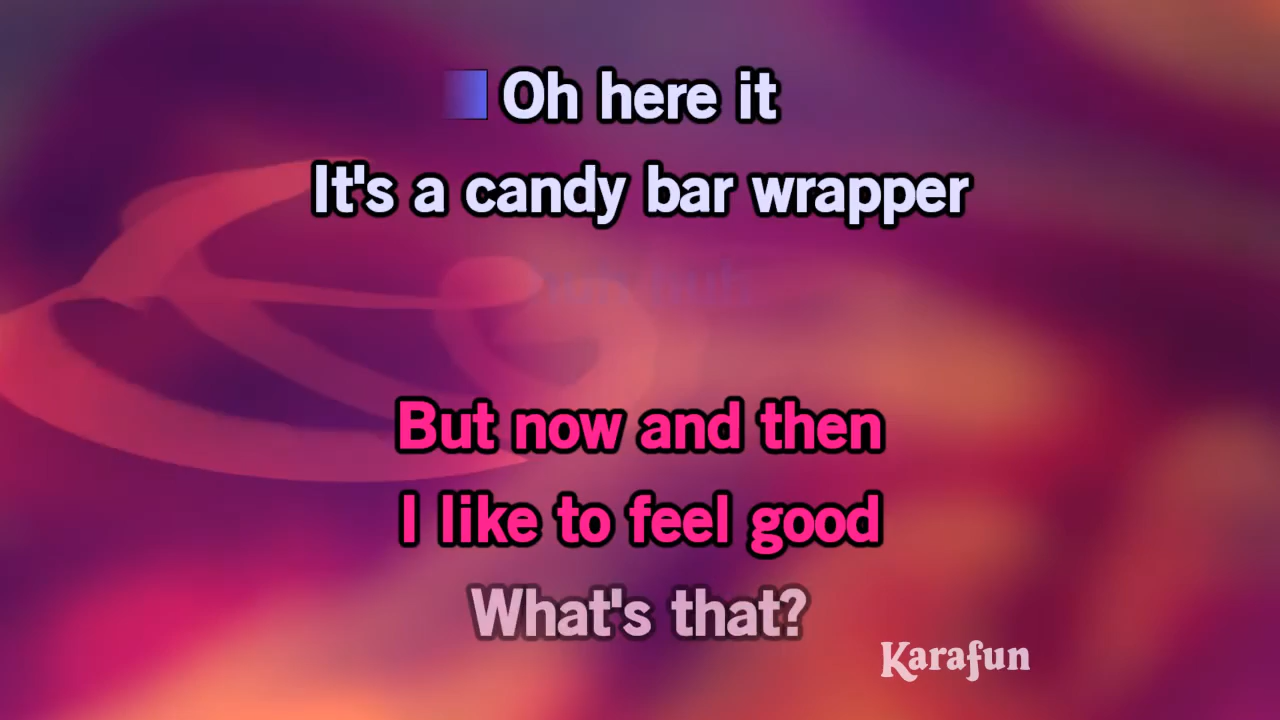 Oh here it
It's a candy bar wrapper
But now and then
I like to feel good
What's that?
Karafun